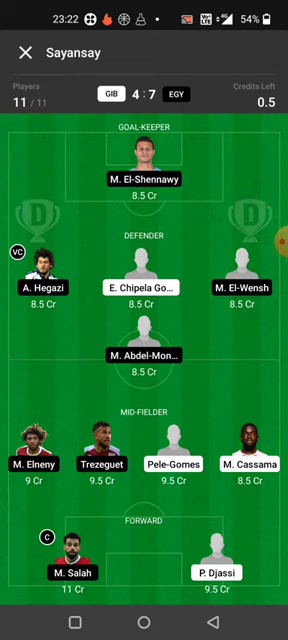 23:22
54%
Sayansay
Players
11 / 11
GIB 4 : 7 EGY
Credits Left
0.5
GOAL-KEEPER
M. El-Shennawy
8.5 Cr
DEFENDER
VC
A. Hegazi
8.5 Cr
E. Chipela Go...
8.5 Cr
M. El-Wensh
8.5 Cr
M. Abdel-Mon...
8.5 Cr
MID-FIELDER
M. Elneny
9 Cr
Trezeguet
9.5 Cr
Pele-Gomes
9.5 Cr
M. Cassama
8.5 Cr
FORWARD
C
M. Salah
11 Cr
P. Djassi
9.5 Cr